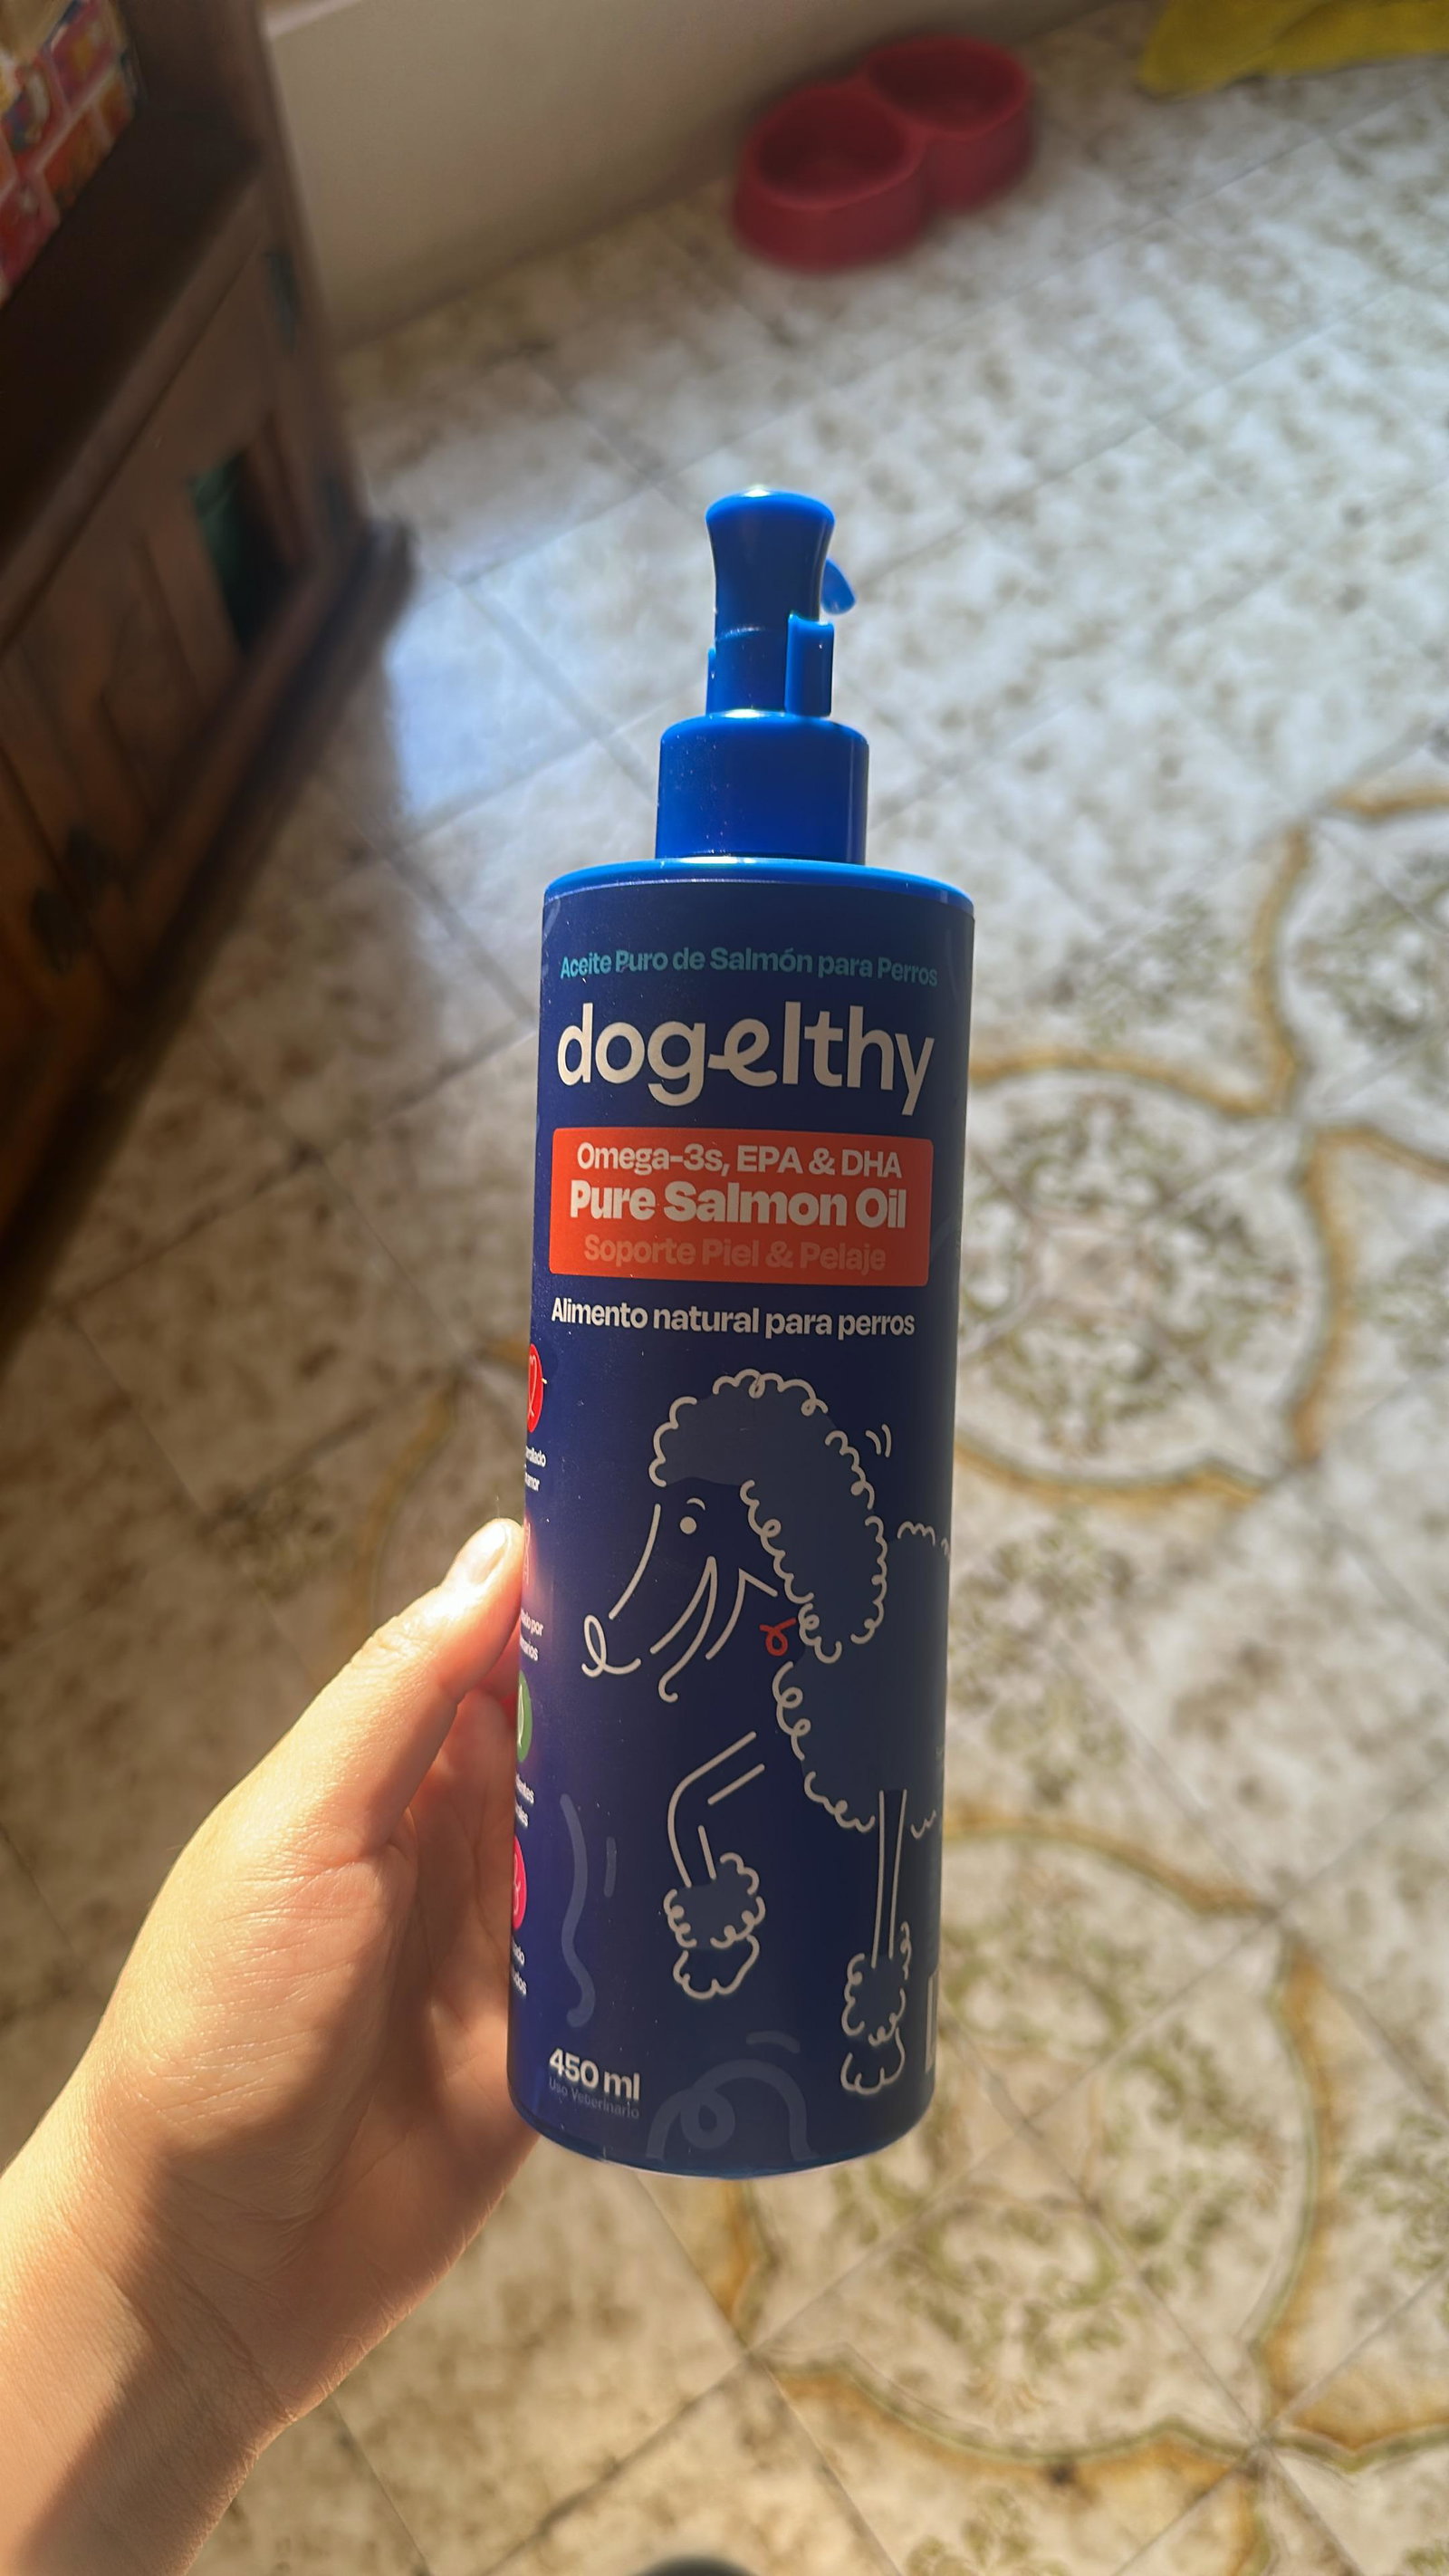 Aceite Puro de Salmón para Perros
dogelthy
Omega-3s, EPA & DHA
Pure Salmon Oil
Soporte Piel & Pelaje
Alimento natural para perros
450 ml
Uso Veterinario